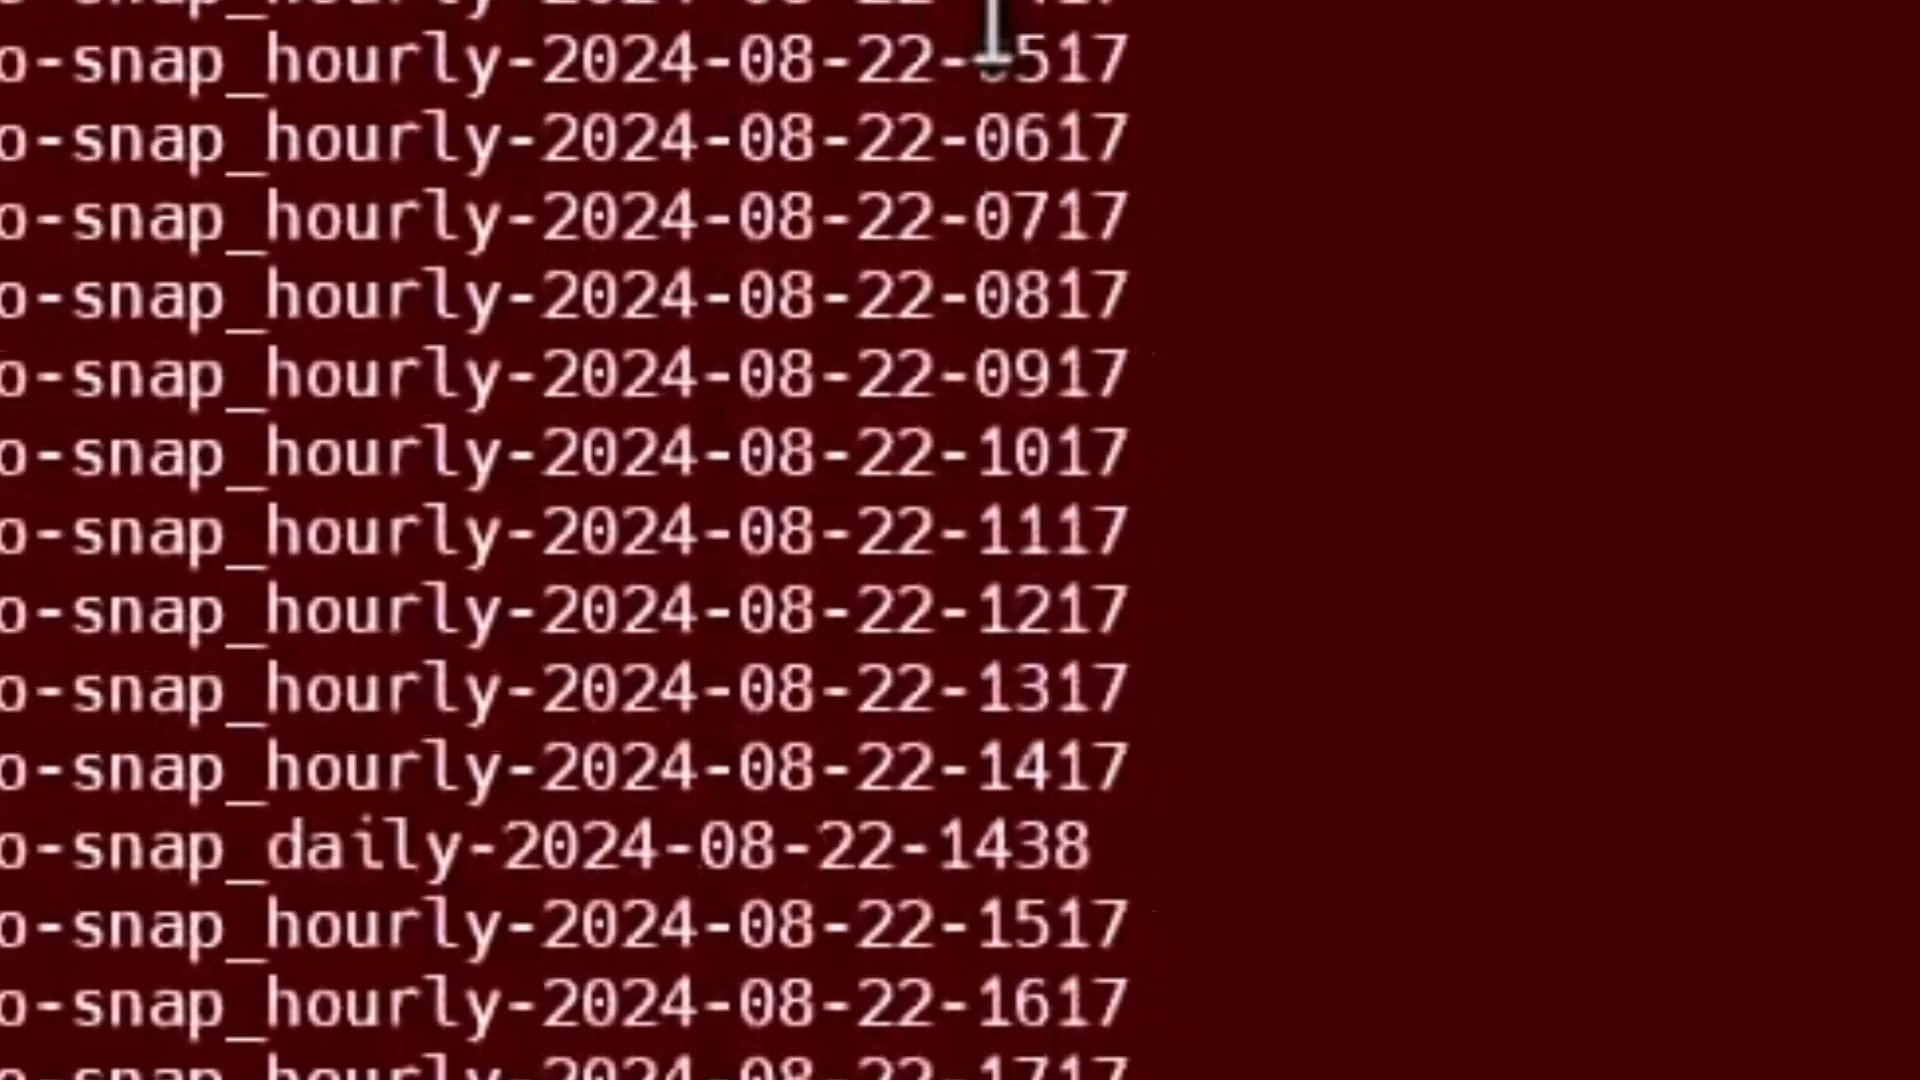 o-snap_hourly-2024-08-22-0517
o-snap_hourly-2024-08-22-0617
o-snap_hourly-2024-08-22-0717
o-snap_hourly-2024-08-22-0817
o-snap_hourly-2024-08-22-0917
o-snap_hourly-2024-08-22-1017
o-snap_hourly-2024-08-22-1117
o-snap_hourly-2024-08-22-1217
o-snap_hourly-2024-08-22-1317
o-snap_hourly-2024-08-22-1417
o-snap_daily-2024-08-22-1438
o-snap_hourly-2024-08-22-1517
o-snap_hourly-2024-08-22-1617
o-snap_hourly-2024-08-22-1717